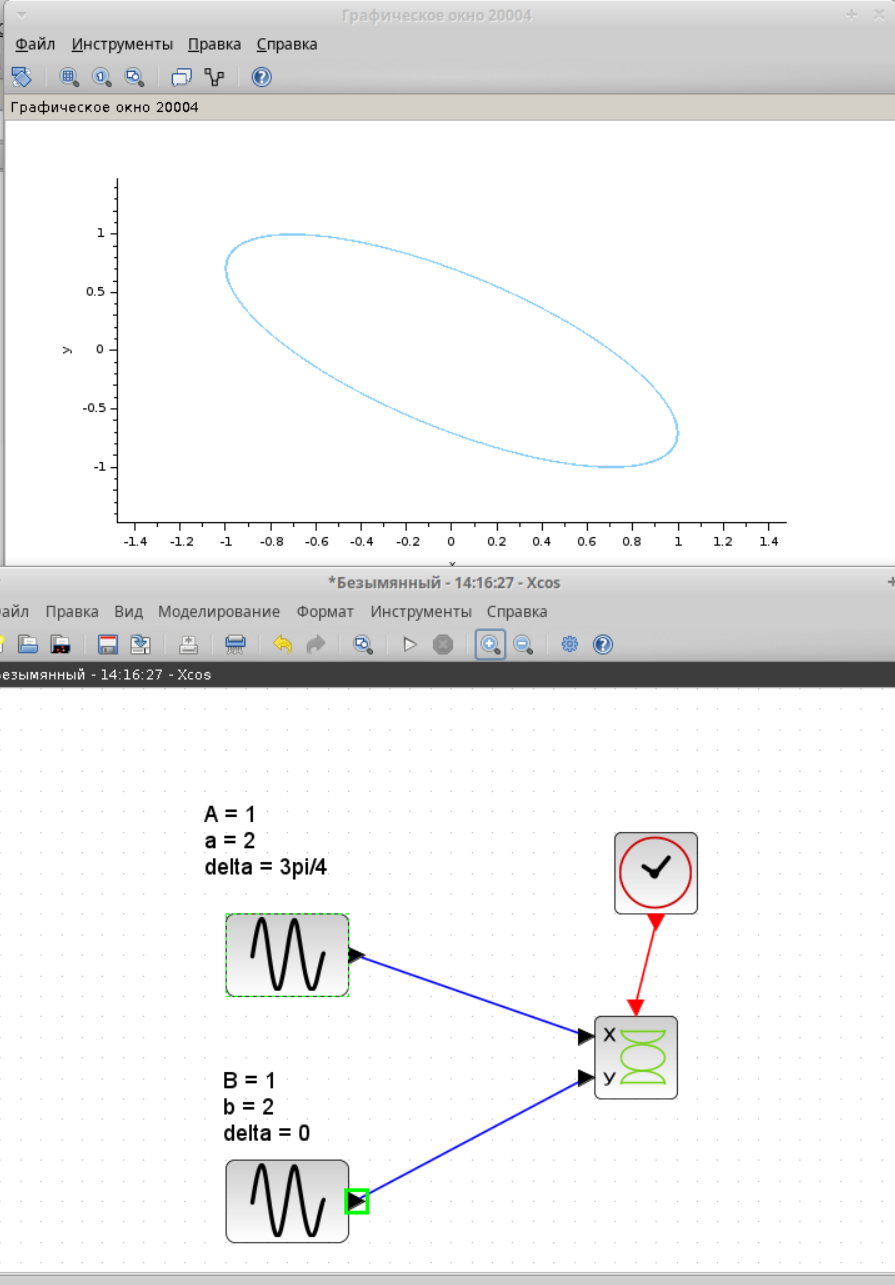 Графическое окно 20004
Файл Инструменты Правка Справка
Графическое окно 20004
1
0.5
y 0
-0.5
-1
-1.4 -1.2 -1 -0.8 -0.6 -0.4 -0.2 0 0.2 0.4 0.6 0.8 1 1.2 1.4
*Безымянный - 14:16:27 - Xcos
айл Правка Вид Моделирование Формат Инструменты Справка
езымянный - 14:16:27 - Xcos
A = 1
a = 2
delta = 3pi/4
X
y
B = 1
b = 2
delta = 0